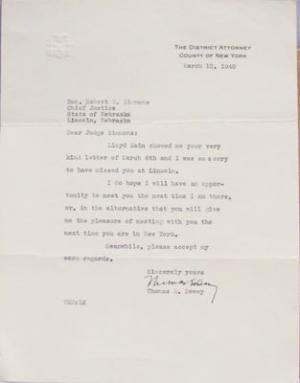 THE DISTRICT ATTORNEY
COUNTY OF NEW YORK
March 12, 1940
Hon. Robert G. Simmons
Chief Justice
State of Nebraska
Lincoln, Nebraska
Dear Judge Simmons:
Lloyd Kain showed me your very
kind letter of March 6th and I was so sorry
to have missed you at Lincoln.
I do hope I will have an oppor-
tunity to meet you the next time I am there,
or, in the alternative that you will give
me the pleasure of meeting with you the
next time you are in New York.
Meanwhile, please accept my
warm regards.
Sincerely yours
Thomas E. Dewey
Thomas E. Dewey